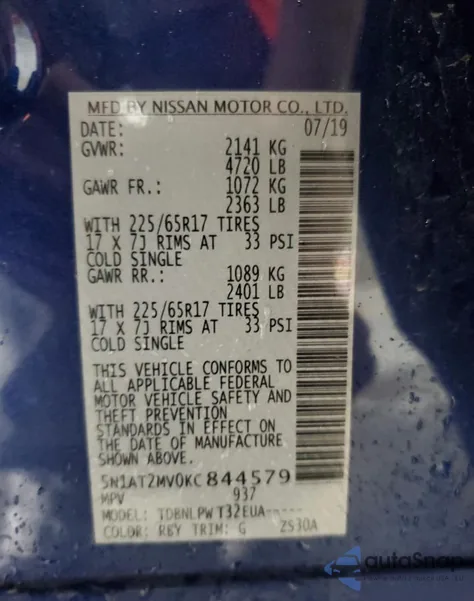 MFD BY NISSAN MOTOR CO., LTD.
DATE: 07/19
GVWR: 2141 KG
4720 LB
GAWR FR.: 1072 KG
2363 LB
WITH 225/65R17 TIRES
17 X 7J RIMS AT 33 PSI
COLD SINGLE
GAWR RR.: 1089 KG
2401 LB
WITH 225/65R17 TIRES
17 X 7J RIMS AT 33 PSI
COLD SINGLE
THIS VEHICLE CONFORMS TO
ALL APPLICABLE FEDERAL
MOTOR VEHICLE SAFETY AND
THEFT PREVENTION
STANDARDS IN EFFECT ON
THE DATE OF MANUFACTURE
SHOWN ABOVE.
5N1AT2MV0KC844579
MPV 937
MODEL: TDBNLPWT32EUA-----
COLOR: RBY TRIM: G ZS30A
autoSnap